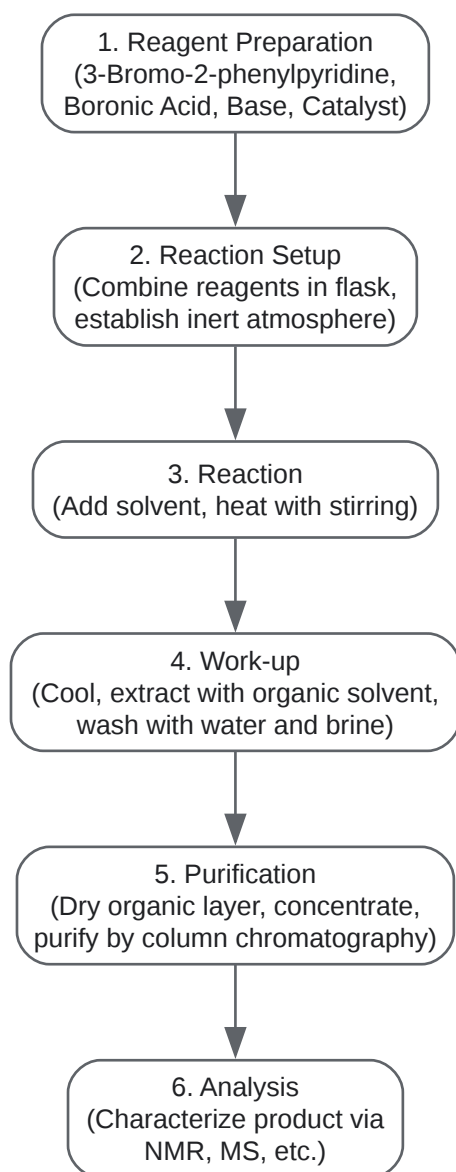 1. Reagent Preparation
(3-Bromo-2-phenylpyridine,
Boronic Acid, Base, Catalyst)
2. Reaction Setup
(Combine reagents in flask,
establish inert atmosphere)
3. Reaction
(Add solvent, heat with stirring)
4. Work-up
(Cool, extract with organic solvent,
wash with water and brine)
5. Purification
(Dry organic layer, concentrate,
purify by column chromatography)
6. Analysis
(Characterize product via
NMR, MS, etc.)